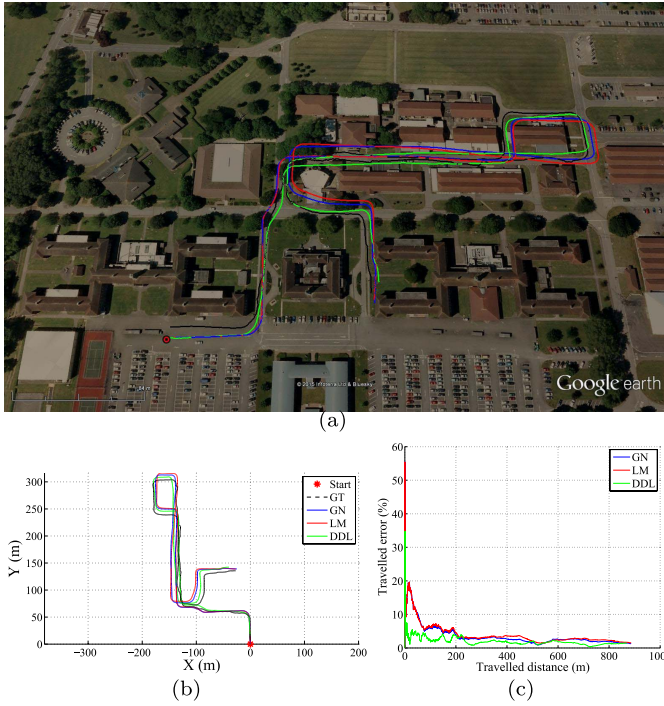 Google earth
(a)
300
250
200
150
100
50
0
Y (m)
−300
−200
−100
0
100
200
X (m)
Start
GT
GN
LM
DDL
(b)
60
50
40
30
20
10
0
Travelled error (%)
0
200
400
600
800
1000
Travelled distance (m)
GN
LM
DDL
(c)